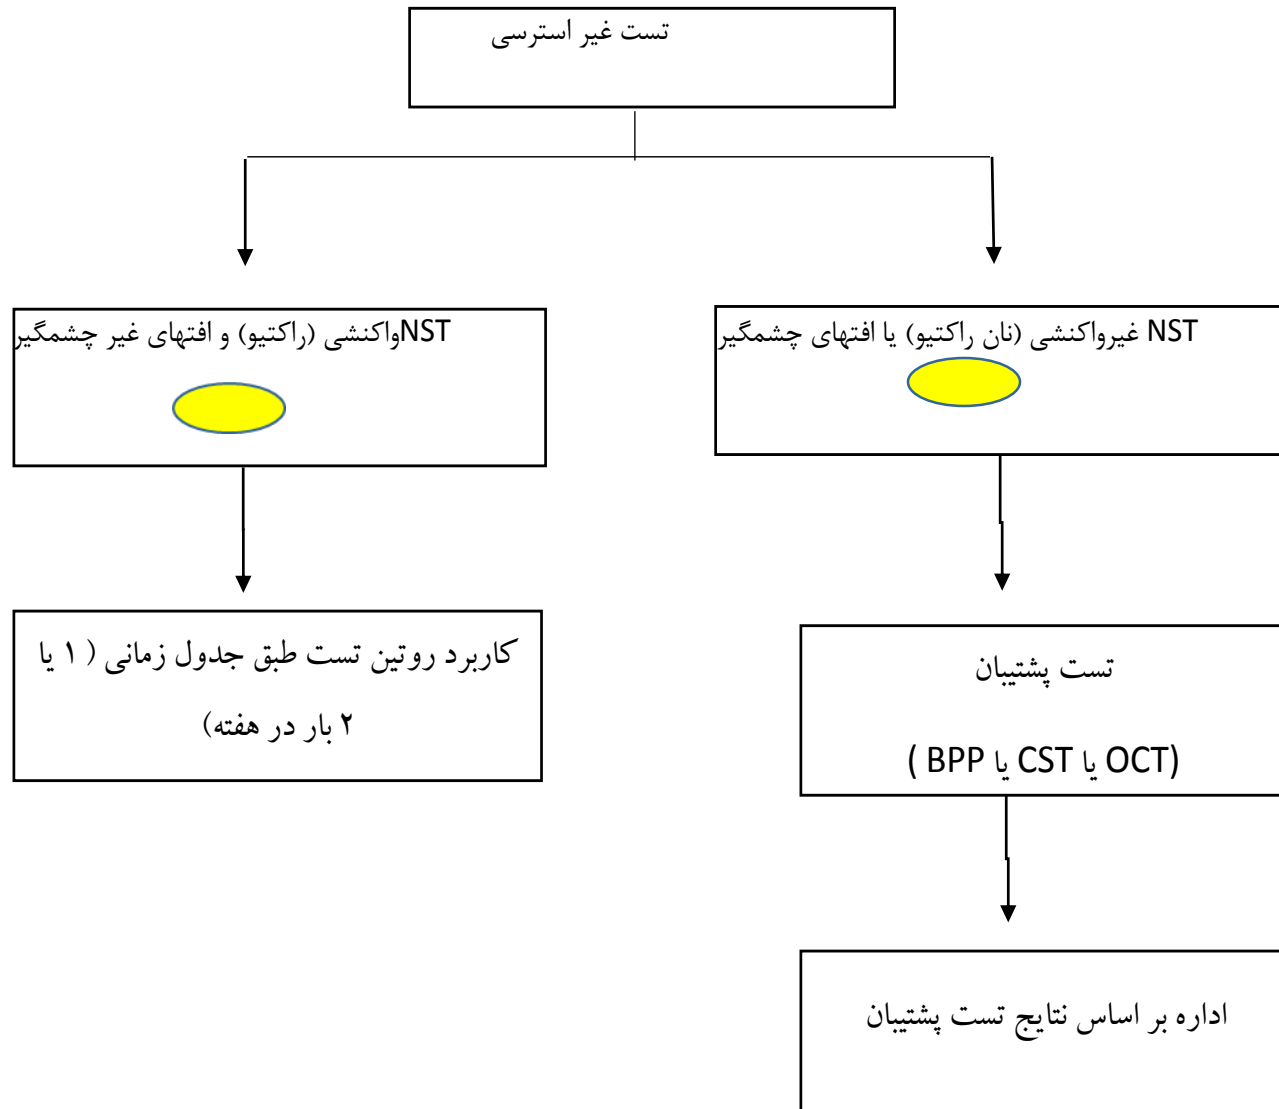 تست غیر استرسی
NST غیرواکنشی (نان راکتیو) یا افتهای چشمگیر
NSTواکنشی (راکتیو) و افتهای غیر چشمگیر
تست پشتیبان
(OCT یا CST یا BPP )
کاربرد روتین تست طبق جدول زمانی ( ۱ یا
۲ بار در هفته)
اداره بر اساس نتایج تست پشتیبان